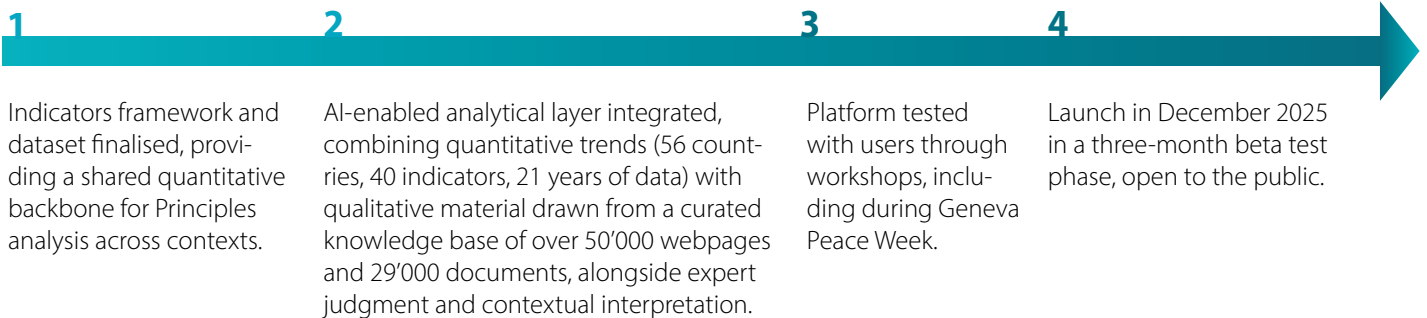 1
Indicators framework and
dataset finalised, provi-
ding a shared quantitative
backbone for Principles
analysis across contexts.
2
AI-enabled analytical layer integrated,
combining quantitative trends (56 count-
ries, 40 indicators, 21 years of data) with
qualitative material drawn from a curated
knowledge base of over 50’000 webpages
and 29’000 documents, alongside expert
judgment and contextual interpretation.
3
Platform tested
with users through
workshops, inclu-
ding during Geneva
Peace Week.
4
Launch in December 2025
in a three-month beta test
phase, open to the public.